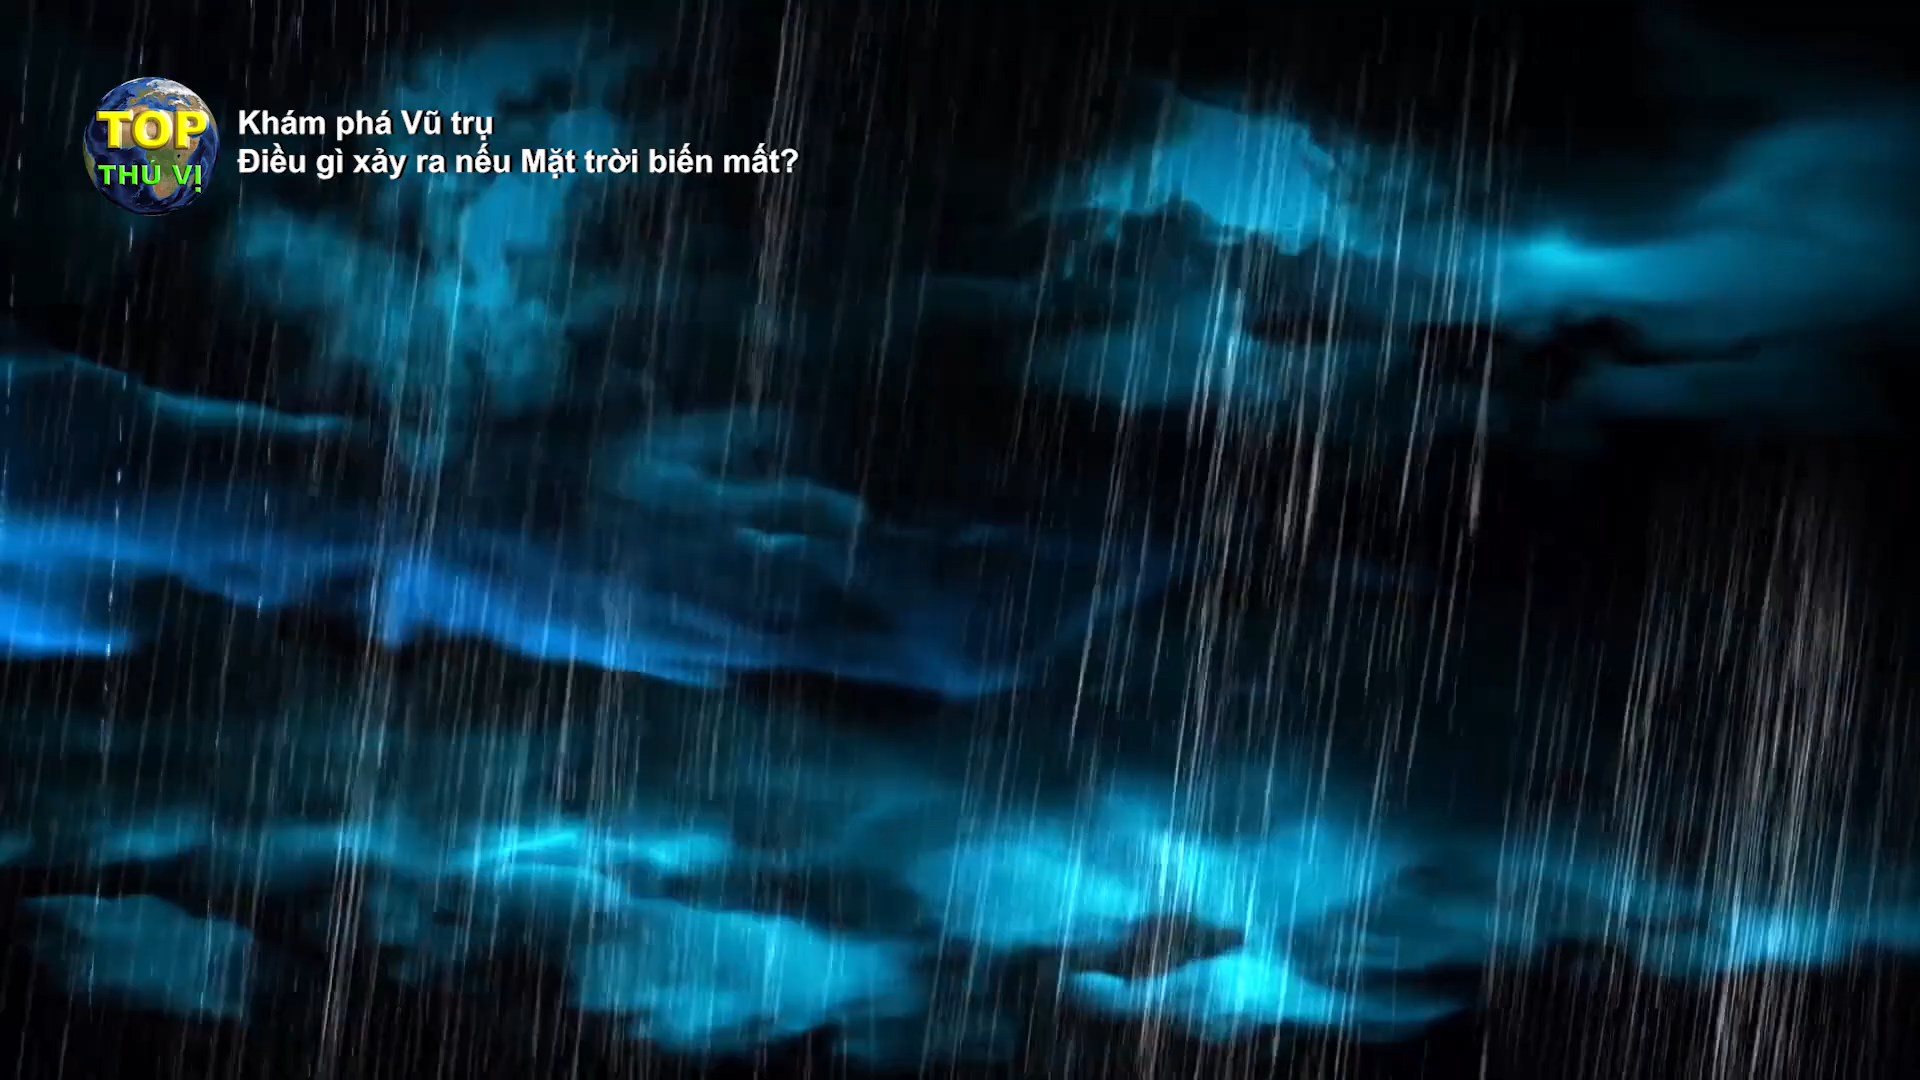 TOP
THÚ VỊ
Khám phá Vũ trụ
Điều gì xảy ra nếu Mặt trời biến mất?